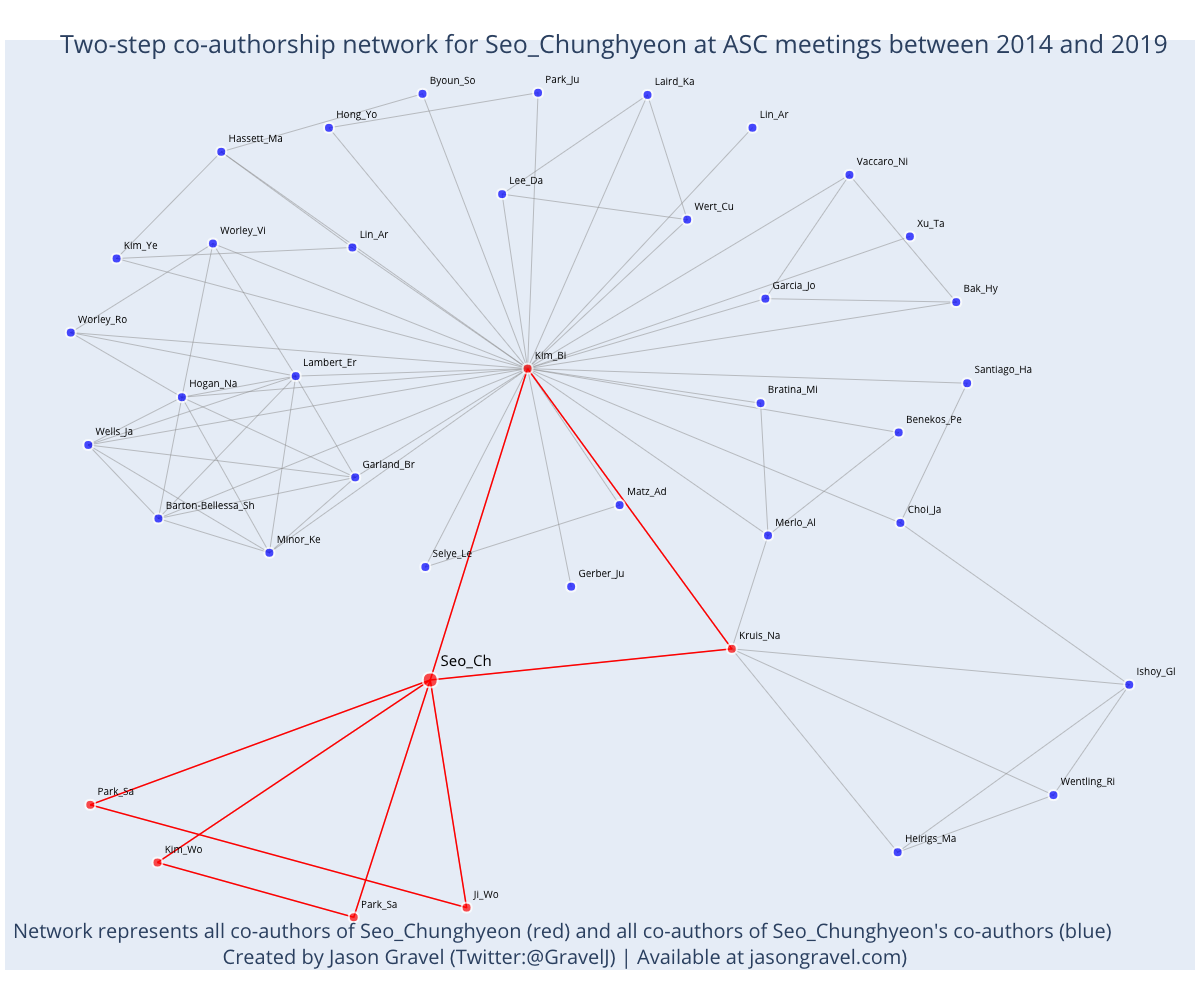 Two-step co-authorship network for Seo_Chunghyeon at ASC meetings between 2014 and 2019
Byoun_So
Park_Ju
Laird_Ka
Hong_Yo
Lin_Ar
Hassett_Ma
Vaccaro_Ni
Lee_Da
Wert_Cu
Xu_Ta
Worley_Vi
Lin_Ar
Kim_Ye
Garcia_Jo
Bak_Hy
Worley_Ro
Kim_Bi
Lambert_Er
Santiago_Ha
Hogan_Na
Bratina_Mi
Benekos_Pe
Wells_Ja
Garland_Br
Matz_Ad
Barton-Bellessa_Sh
Choi_Ja
Merlo_Al
Minor_Ke
Selye_Le
Gerber_Ju
Kruis_Na
Seo_Ch
Ishoy_Gl
Wentling_Ri
Park_Sa
Heirigs_Ma
Kim_Wo
Ji_Wo
Park_Sa
Network represents all co-authors of Seo_Chunghyeon (red) and all co-authors of Seo_Chunghyeon's co-authors (blue)
Created by Jason Gravel (Twitter:@GravelJ) | Available at jasongravel.com)